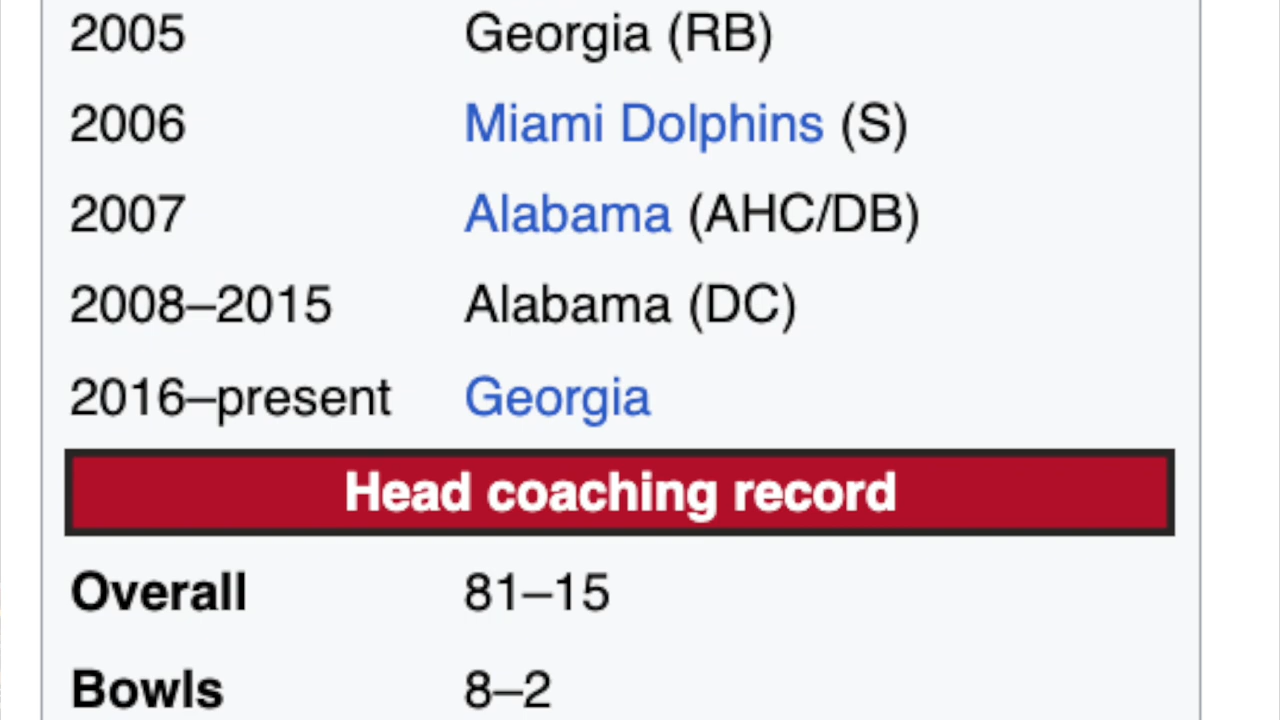 2005 Georgia (RB)
2006 Miami Dolphins (S)
2007 Alabama (AHC/DB)
2008–2015 Alabama (DC)
2016–present Georgia
Head coaching record
Overall 81–15
Bowls 8–2